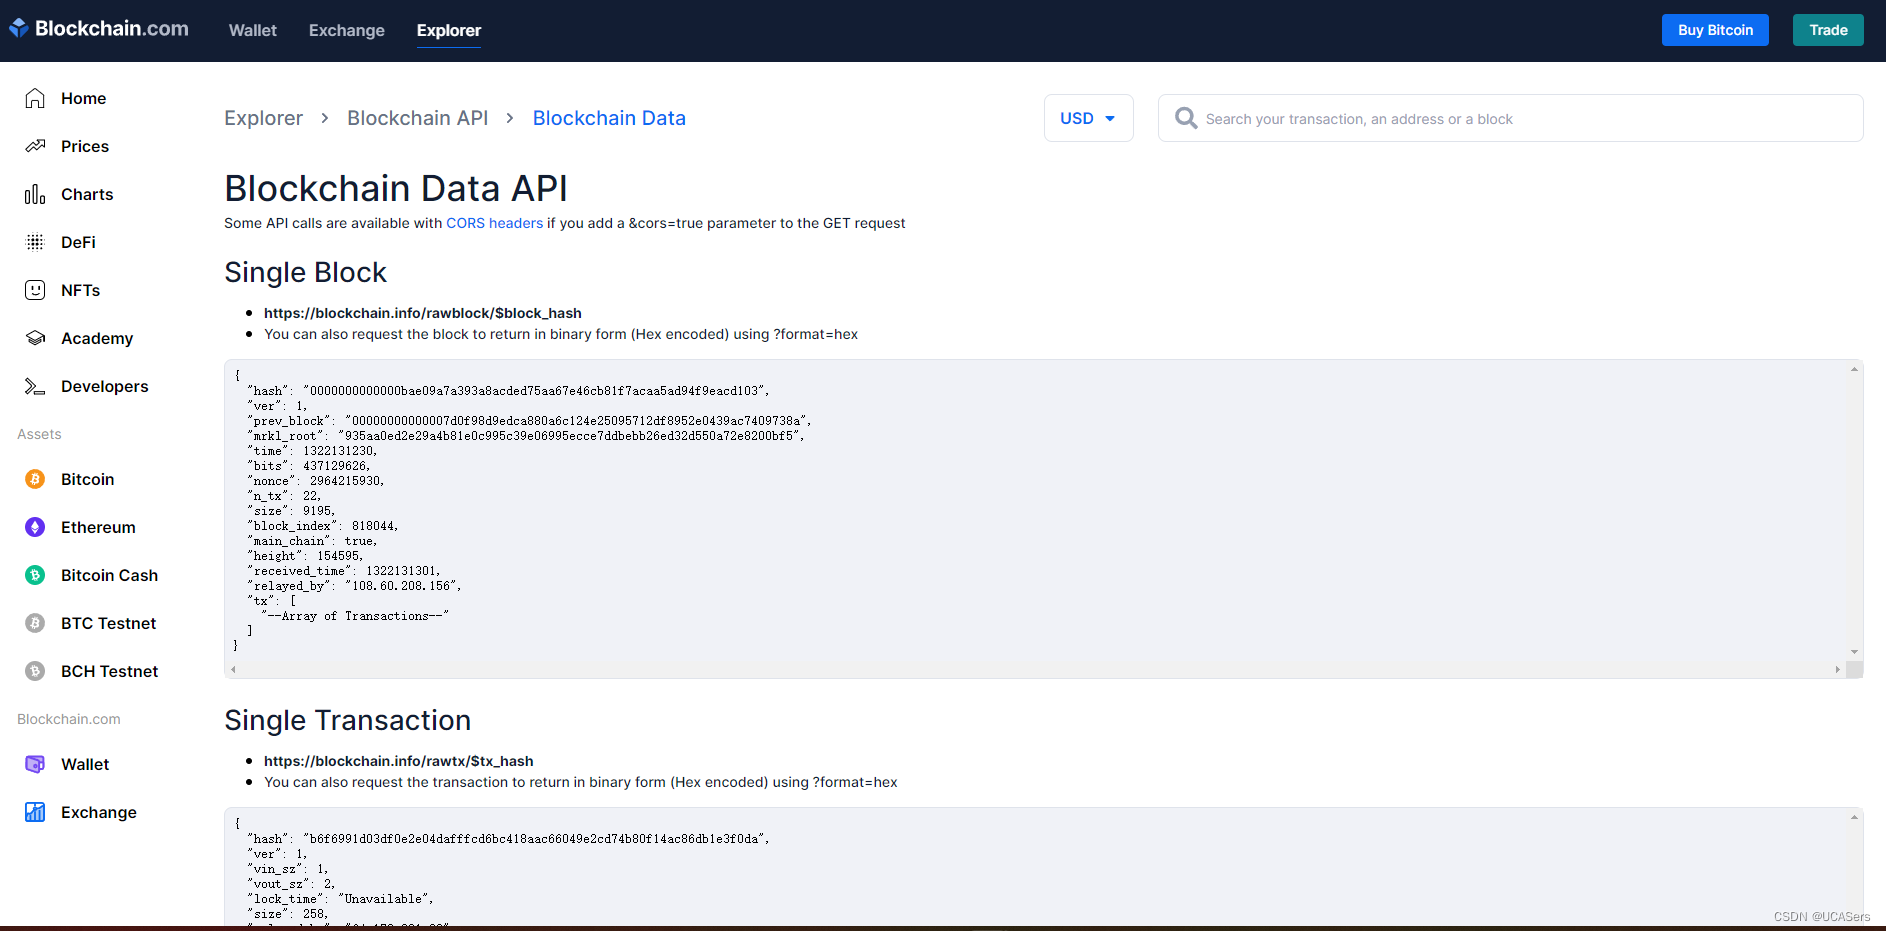 Blockchain.com Wallet Exchange Explorer Buy Bitcoin Trade
Home
Prices
Charts
DeFi
NFTs
Academy
Developers
Assets
Bitcoin
Ethereum
Bitcoin Cash
BTC Testnet
BCH Testnet
Blockchain.com
Wallet
Exchange
Explorer > Blockchain API > Blockchain Data
USD
Search your transaction, an address or a block
Blockchain Data API
Some API calls are available with CORS headers if you add a &cors=true parameter to the GET request
Single Block
https://blockchain.info/rawblock/$block_hash
You can also request the block to return in binary form (Hex encoded) using ?format=hex
{
"hash": "0000000000000bae09a7a393a8acded75aa67e46cb81f7acaa5ad94f9eacd103",
"ver": 1,
"prev_block": "00000000000007d0f98d9edca880a6c124e25095712df8952e0439ac7409738a",
"mrkl_root": "935aa0ed2e29a4b81e0c995c39e06995ecce7ddbebb26ed32d550a72e8200bf5",
"time": 1322131230,
"bits": 437129626,
"nonce": 2964215930,
"n_tx": 22,
"size": 9195,
"block_index": 818044,
"main_chain": true,
"height": 154595,
"received_time": 1322131301,
"relayed_by": "108.60.208.156",
"tx": [
"--Array of Transactions--"
]
}
Single Transaction
https://blockchain.info/rawtx/$tx_hash
You can also request the transaction to return in binary form (Hex encoded) using ?format=hex
{
"hash": "b6f6991d03df0e2e04dafffcd6bc418aac66049e2cd74b80f14ac86db1e3f0da",
"ver": 1,
"vin_sz": 1,
"vout_sz": 2,
"lock_time": "Unavailable",
"size": 258,
CSDN @UCASers